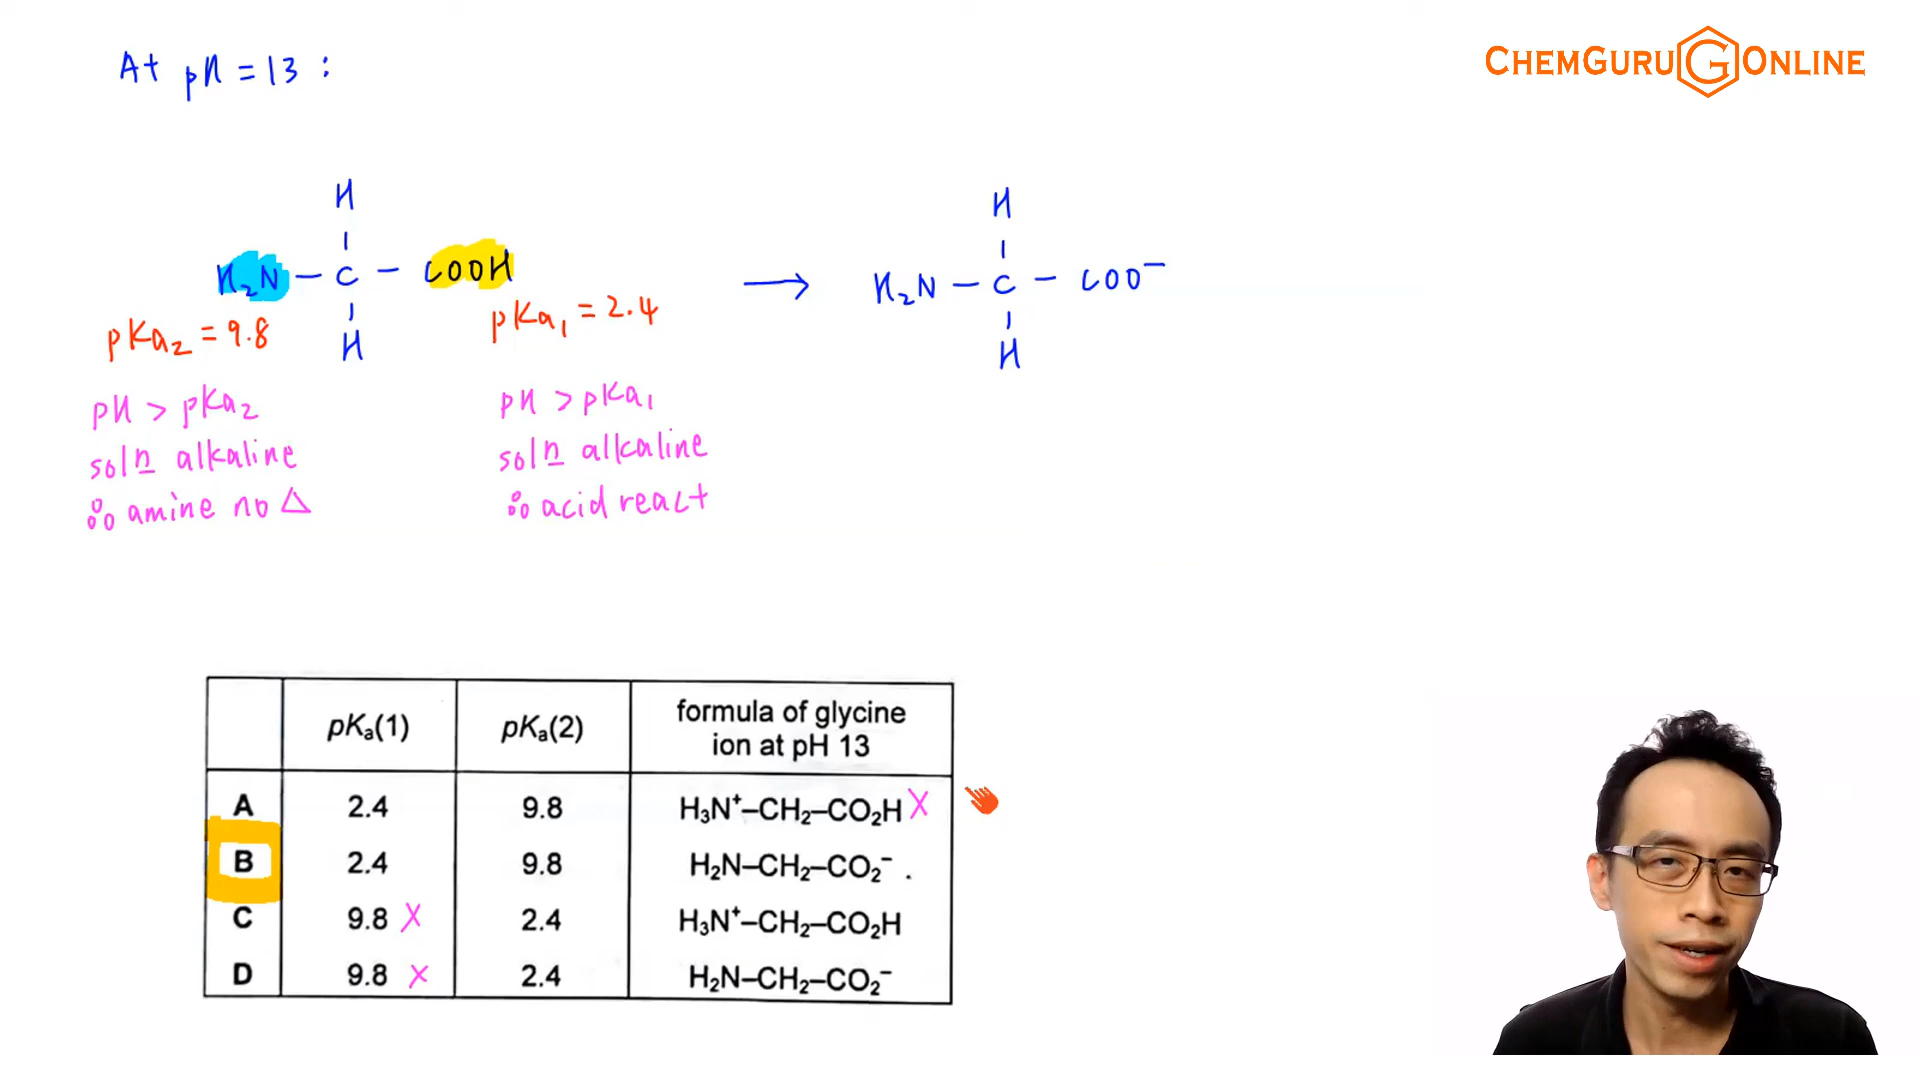 At pH = 13 :
CHEMGURU G ONLINE
H
H
H₂N – C – COOH
H₂N – C – COO⁻
pKa₂ = 9.8
pKa₁ = 2.4
H
H
pH > pKa₂
pH > pKa₁
soln alkaline
soln alkaline
∴ amine no Δ
∴ acid react
pKa(1) pKa(2) formula of glycine
ion at pH 13
A 2.4 9.8 H₃N⁺–CH₂–CO₂H X
B 2.4 9.8 H₂N–CH₂–CO₂⁻ .
C 9.8 X 2.4 H₃N⁺–CH₂–CO₂H
D 9.8 X 2.4 H₂N–CH₂–CO₂⁻